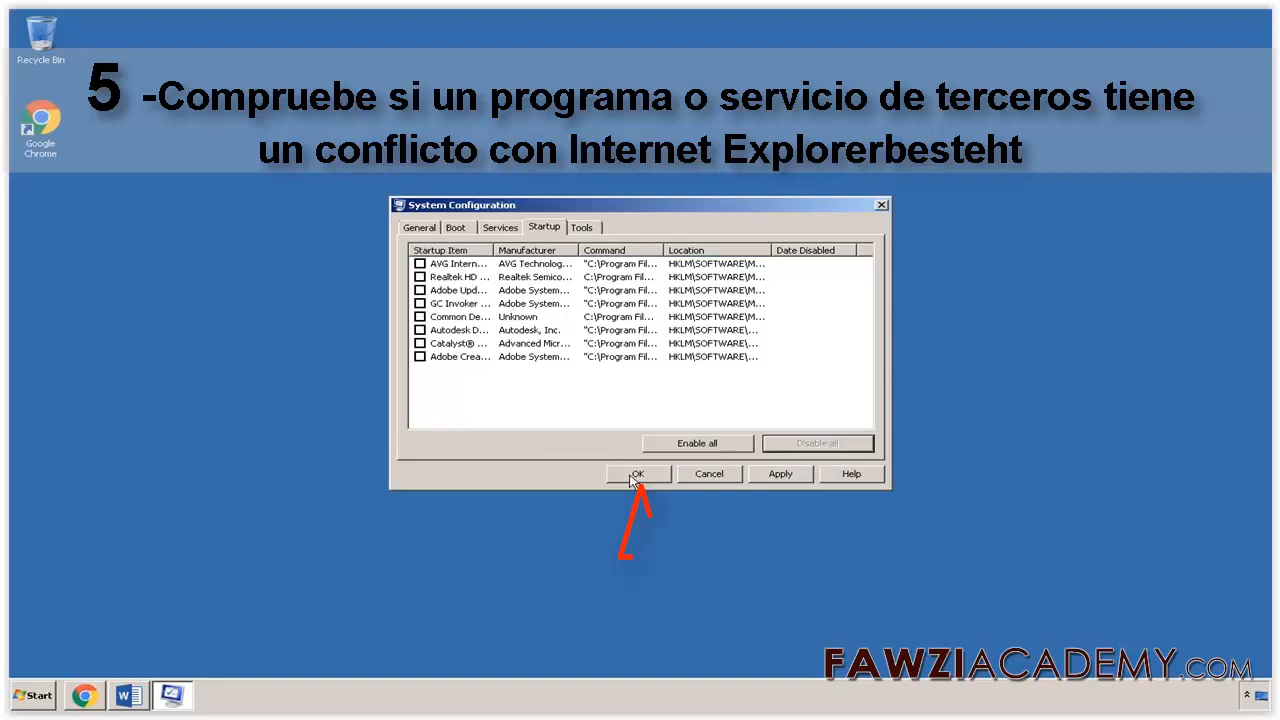 Recycle Bin
5 -Compruebe si un programa o servicio de terceros tiene
un conflicto con Internet Explorerbesteht
Google
Chrome
System Configuration
General Boot Services Startup Tools
Startup Item Manufacturer Command Location Date Disabled
AVG Intern... AVG Technolog... "C:\Program Fil... HKLM\SOFTWARE\M...
Realtek HD ... Realtek Semico... C:\Program Fil... HKLM\SOFTWARE\M...
Adobe Upd... Adobe System... "C:\Program Fil... HKLM\SOFTWARE\M...
GC Invoker ... Adobe System... "C:\Program Fil... HKLM\SOFTWARE\M...
Common De... Unknown C:\Program Fil... HKLM\SOFTWARE\M...
Autodesk D... Autodesk, Inc. "C:\Program Fil... HKLM\SOFTWARE\...
Catalyst® ... Advanced Micr... "C:\Program Fil... HKLM\SOFTWARE\...
Adobe Crea... Adobe System... "C:\Program Fil... HKLM\SOFTWARE\...
Enable all Disable all
OK Cancel Apply Help
FAWZIACADEMY.COM
Start